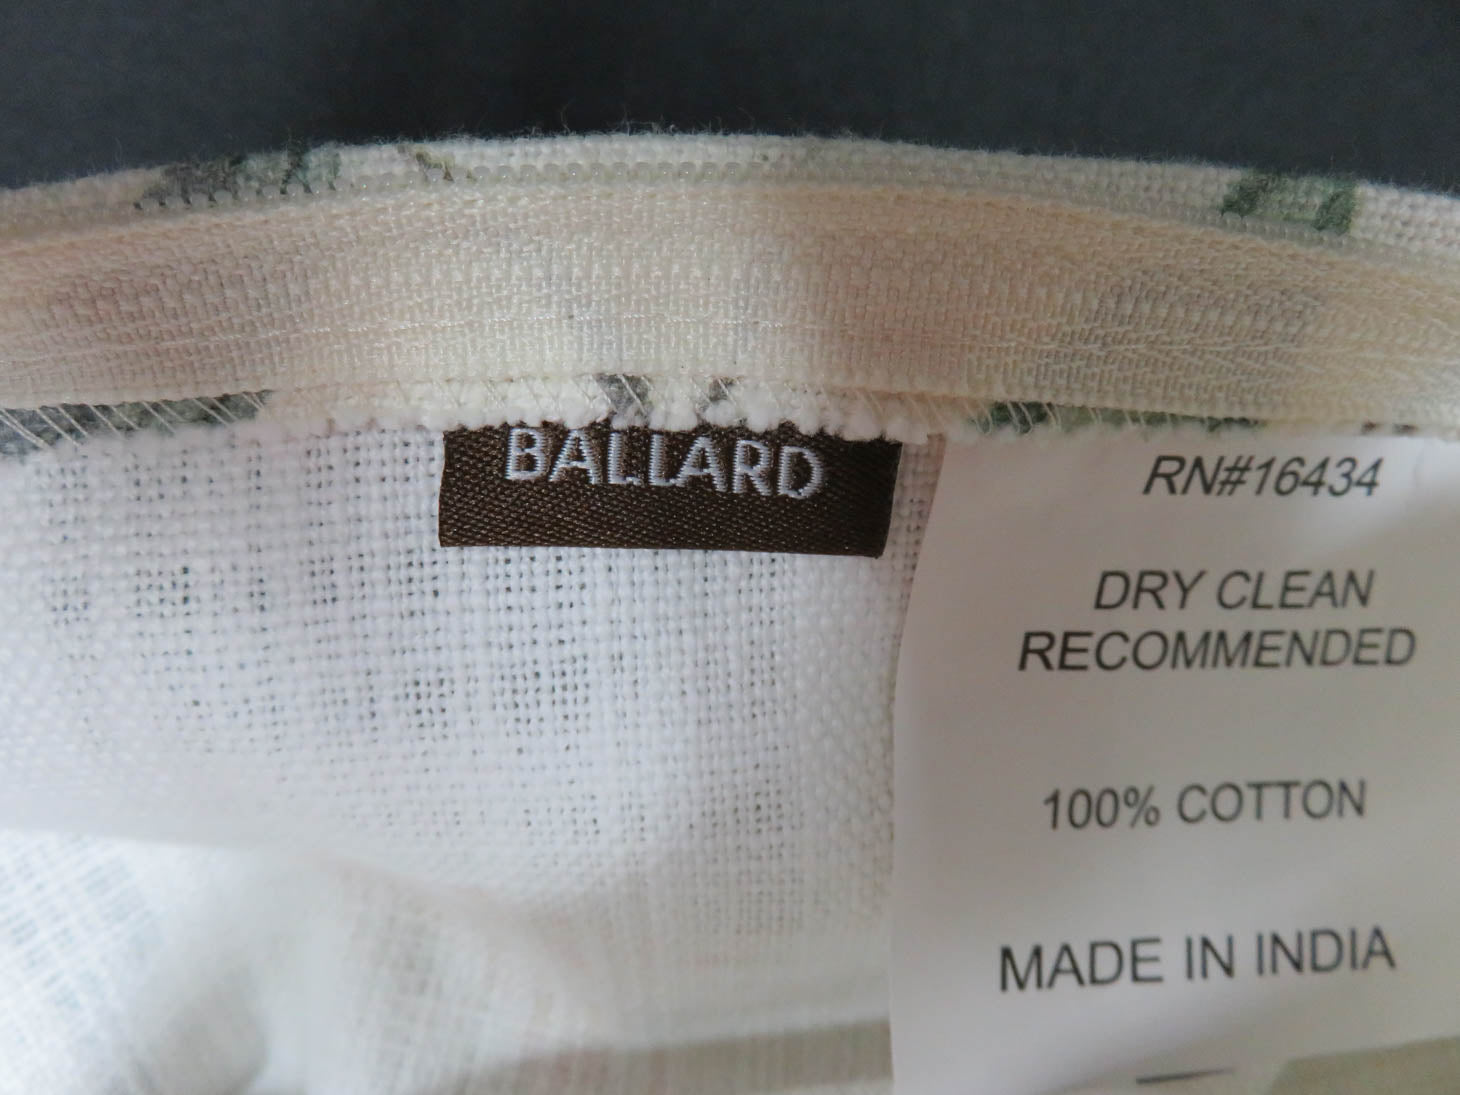 BALLARD
RN#16434
DRY CLEAN
RECOMMENDED
100% COTTON
MADE IN INDIA